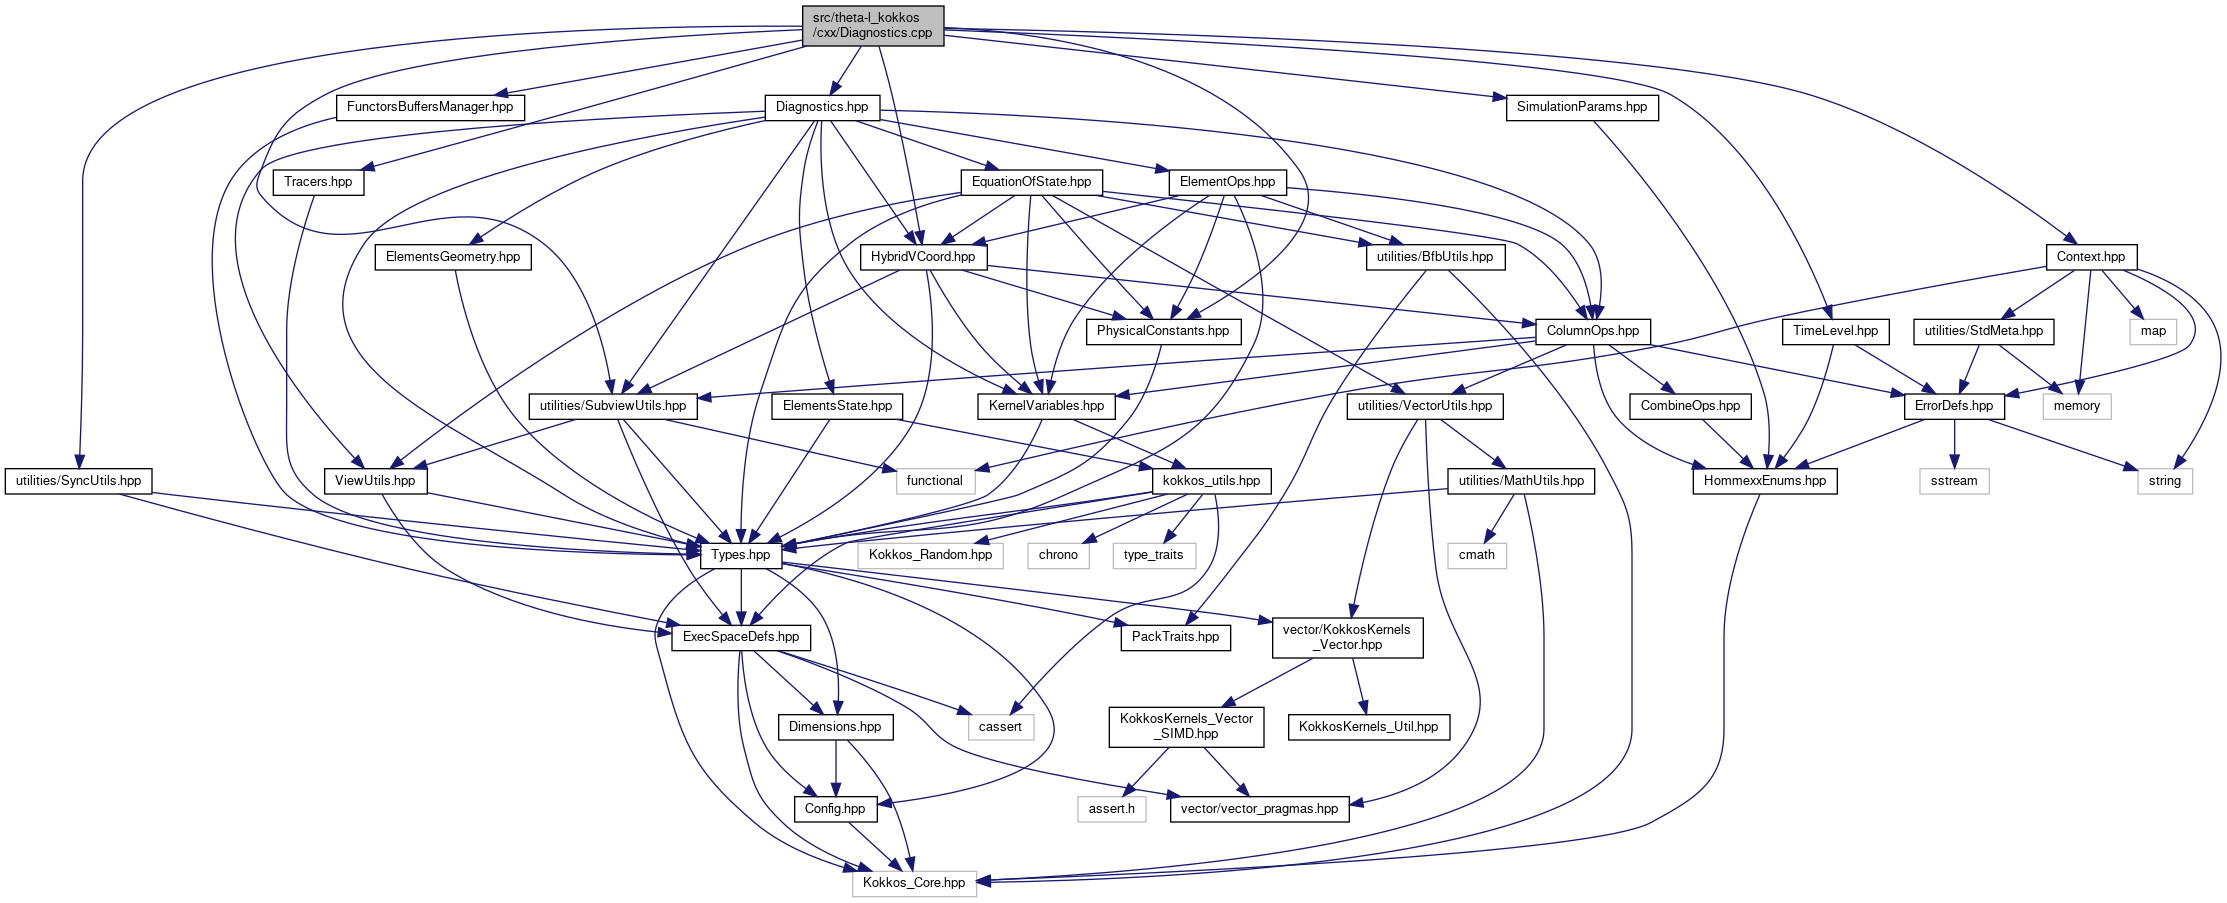 src/theta-l_kokkos
/cxx/Diagnostics.cpp
FunctorsBuffersManager.hpp
Diagnostics.hpp
SimulationParams.hpp
Tracers.hpp
EquationOfState.hpp
ElementOps.hpp
ElementsGeometry.hpp
HybridVCoord.hpp
utilities/BfbUtils.hpp
Context.hpp
PhysicalConstants.hpp
ColumnOps.hpp
TimeLevel.hpp
utilities/StdMeta.hpp
map
utilities/SubviewUtils.hpp
ElementsState.hpp
KernelVariables.hpp
utilities/VectorUtils.hpp
CombineOps.hpp
ErrorDefs.hpp
memory
utilities/SyncUtils.hpp
ViewUtils.hpp
functional
kokkos_utils.hpp
utilities/MathUtils.hpp
HommexxEnums.hpp
sstream
string
Types.hpp
Kokkos_Random.hpp
chrono
type_traits
cmath
ExecSpaceDefs.hpp
PackTraits.hpp
vector/KokkosKernels
_Vector.hpp
Dimensions.hpp
cassert
KokkosKernels_Vector
_SIMD.hpp
KokkosKernels_Util.hpp
Config.hpp
assert.h
vector/vector_pragmas.hpp
Kokkos_Core.hpp